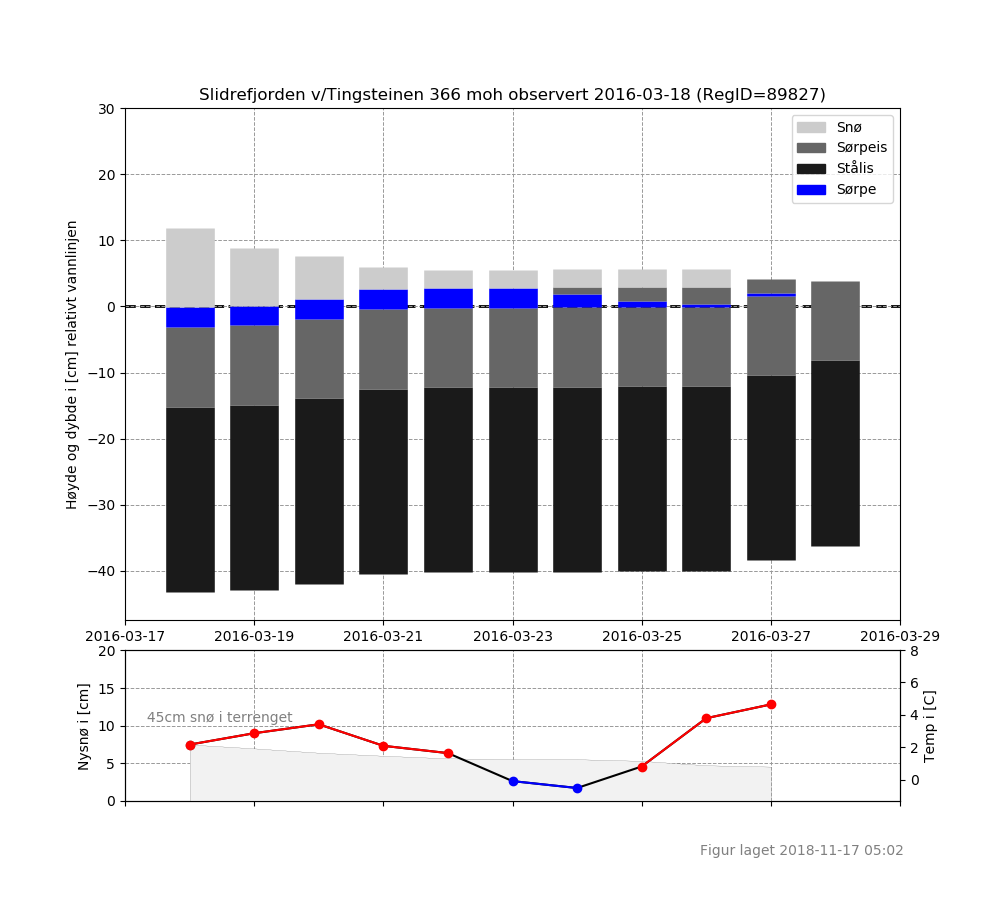 Slidrefjorden v/Tingsteinen 366 moh observert 2016-03-18 (RegID=89827)
Høyde og dybde i [cm] relativt vannlinjen
30
20
10
0
−10
−20
−30
−40
Snø
Sørpeis
Stålis
Sørpe
2016-03-17 2016-03-19 2016-03-21 2016-03-23 2016-03-25 2016-03-27 2016-03-29
Nysnø i [cm]
20
15
10
5
0
45cm snø i terrenget
8
6
4
2
0
Temp i [C]
Figur laget 2018-11-17 05:02